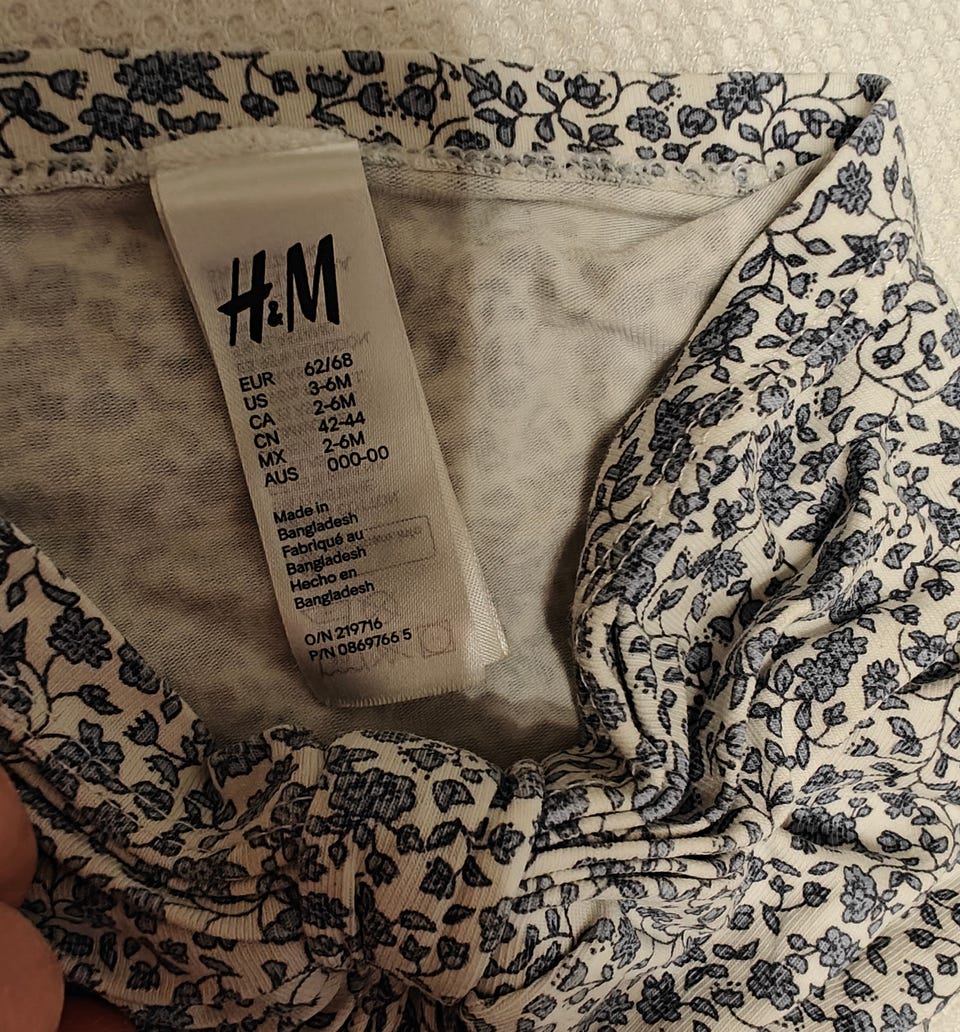 H&M
EUR 62/68
US 3-6M
CA 2-6M
CN 42-44
MX 2-6M
AUS 000-00
Made in
Bangladesh
Fabriqué au
Bangladesh
Hecho en
Bangladesh
O/N 219716
P/N 0869766 5